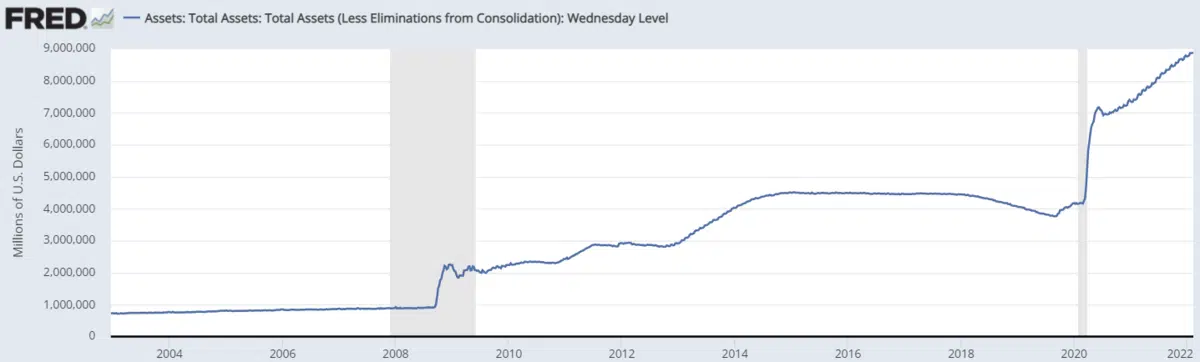 FRED
Assets: Total Assets: Total Assets (Less Eliminations from Consolidation): Wednesday Level
Millions of U.S. Dollars
9,000,000
8,000,000
7,000,000
6,000,000
5,000,000
4,000,000
3,000,000
2,000,000
1,000,000
0
2004 2006 2008 2010 2012 2014 2016 2018 2020 2022